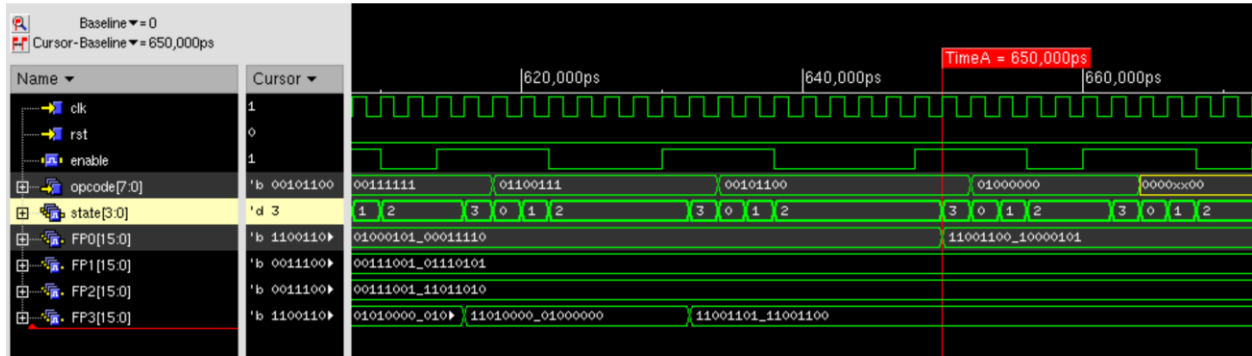 Baseline ▾ = 0
Cursor-Baseline ▾ = 650,000ps
TimeA = 650,000ps
Name ▾ Cursor ▾ 620,000ps 640,000ps 660,000ps
clk 1
rst 0
enable 1
opcode[7:0] 'b 00101100 00111111 01100111 00101100 01000000 0000xx00
state[3:0] 'd 3 1 2 3 0 1 2 3 0 1 2 3 0 1 2 3 0 1 2
FP0[15:0] 'b 1100110▸ 01000101_00011110 11001100_10000101
FP1[15:0] 'b 0011100▸ 00111001_01110101
FP2[15:0] 'b 0011100▸ 00111001_11011010
FP3[15:0] 'b 1100110▸ 01010000_010▸ 11010000_01000000 11001101_11001100